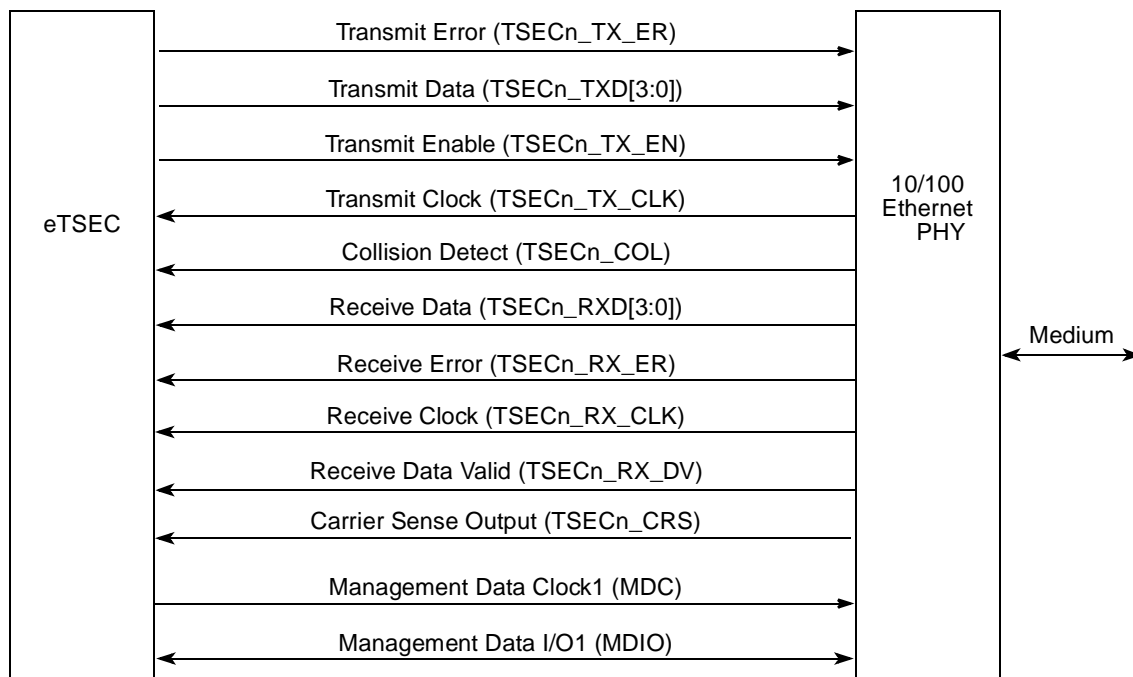 Transmit Error (TSECn_TX_ER)
Transmit Data (TSECn_TXD[3:0])
Transmit Enable (TSECn_TX_EN)
Transmit Clock (TSECn_TX_CLK)
eTSEC
10/100
Ethernet
PHY
Collision Detect (TSECn_COL)
Receive Data (TSECn_RXD[3:0])
Medium
Receive Error (TSECn_RX_ER)
Receive Clock (TSECn_RX_CLK)
Receive Data Valid (TSECn_RX_DV)
Carrier Sense Output (TSECn_CRS)
Management Data Clock1 (MDC)
Management Data I/O1 (MDIO)